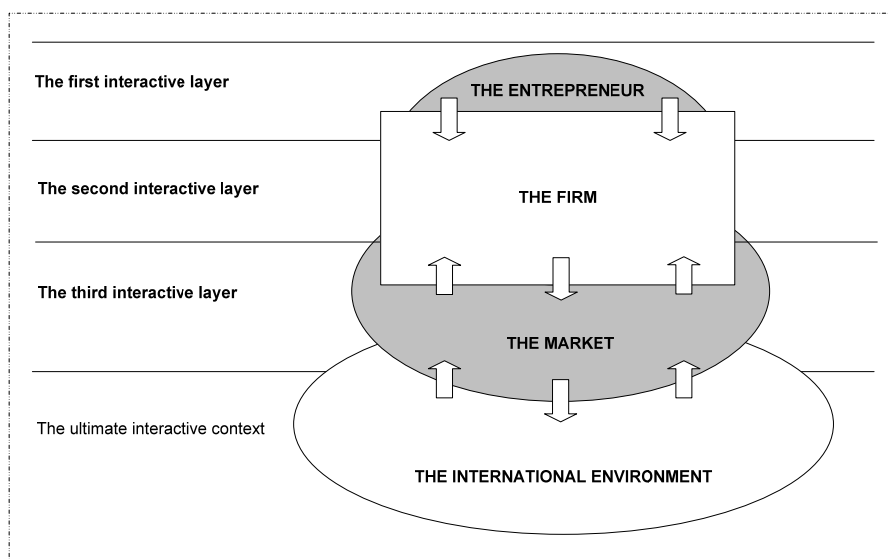 The first interactive layer
THE ENTREPRENEUR
The second interactive layer
THE FIRM
The third interactive layer
THE MARKET
The ultimate interactive context
THE INTERNATIONAL ENVIRONMENT